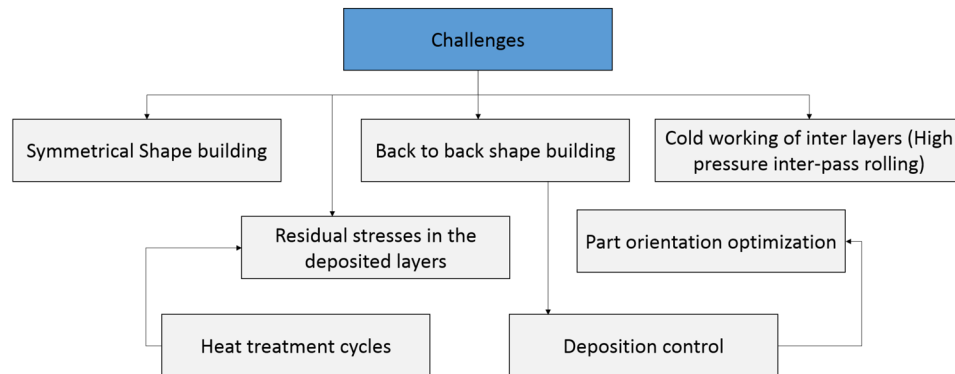 Challenges
Symmetrical Shape building
Back to back shape building
Cold working of inter layers (High
pressure inter-pass rolling)
Residual stresses in the
deposited layers
Part orientation optimization
Heat treatment cycles
Deposition control